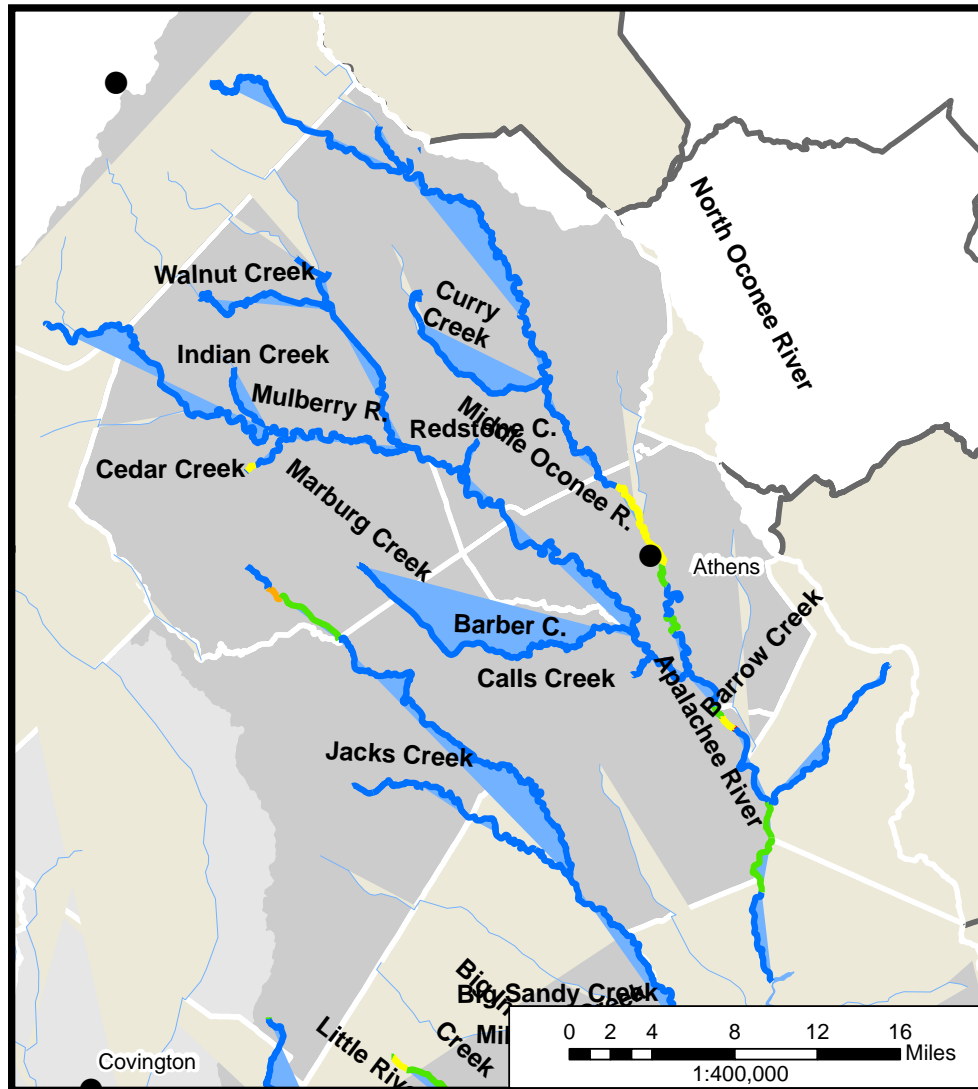 North Oconee River
Walnut Creek
Curry
Creek
Indian Creek
Mulberry R.
Redstone C.
Middle Oconee R.
Cedar Creek
Marburg Creek
Athens
Barber C.
Barrow Creek
Calls Creek
Apalachee River
Jacks Creek
Big Sandy Creek
Creek
Covington
0 2 4 8 12 16
Miles
1:400,000